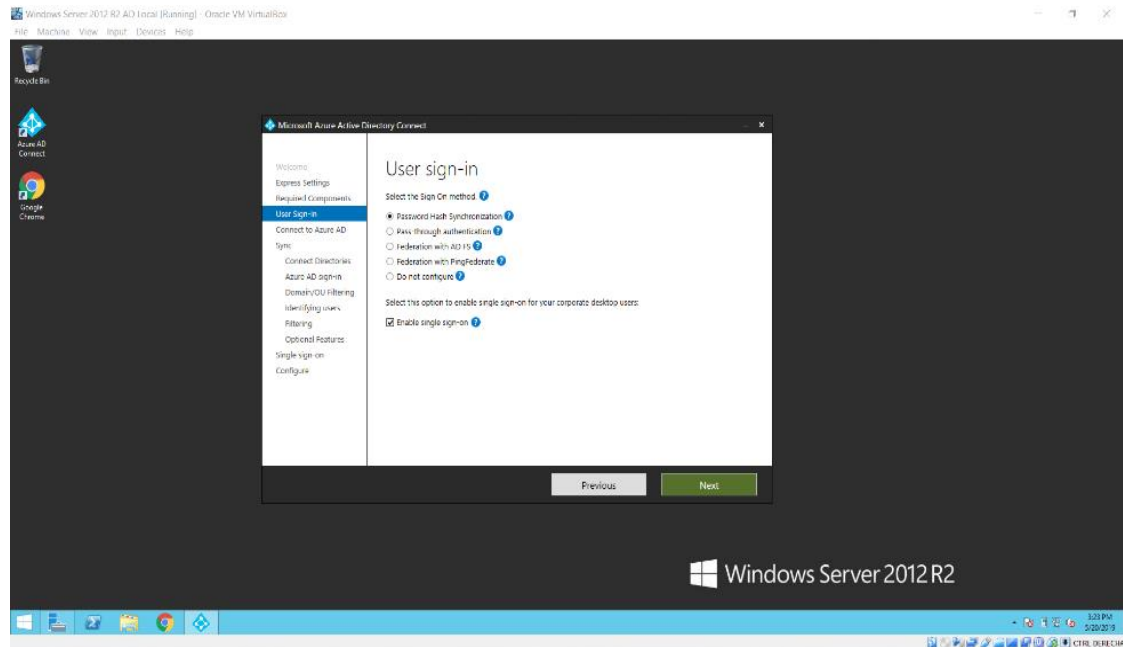 Windows Server 2012 R2 AD Local [Running] - Oracle VM VirtualBox
File Machine View Input Devices Help
Recycle Bin
Azure AD
Connect
Google
Chrome
Microsoft Azure Active Directory Connect
Welcome
Express Settings
Required Components
User Sign-In
Connect to Azure AD
Sync
Connect Directories
Azure AD sign-in
Domain/OU Filtering
Identifying users
Filtering
Optional Features
Single sign-on
Configure
User sign-in
Select the Sign On method. ?
Password Hash Synchronization ?
Pass-through authentication ?
Federation with AD FS ?
Federation with PingFederate ?
Do not configure ?
Select this option to enable single sign-on for your corporate desktop users:
Enable single sign-on ?
Previous
Next
Windows Server 2012 R2
3:23 PM
5/20/2019
CTRL DERECHA